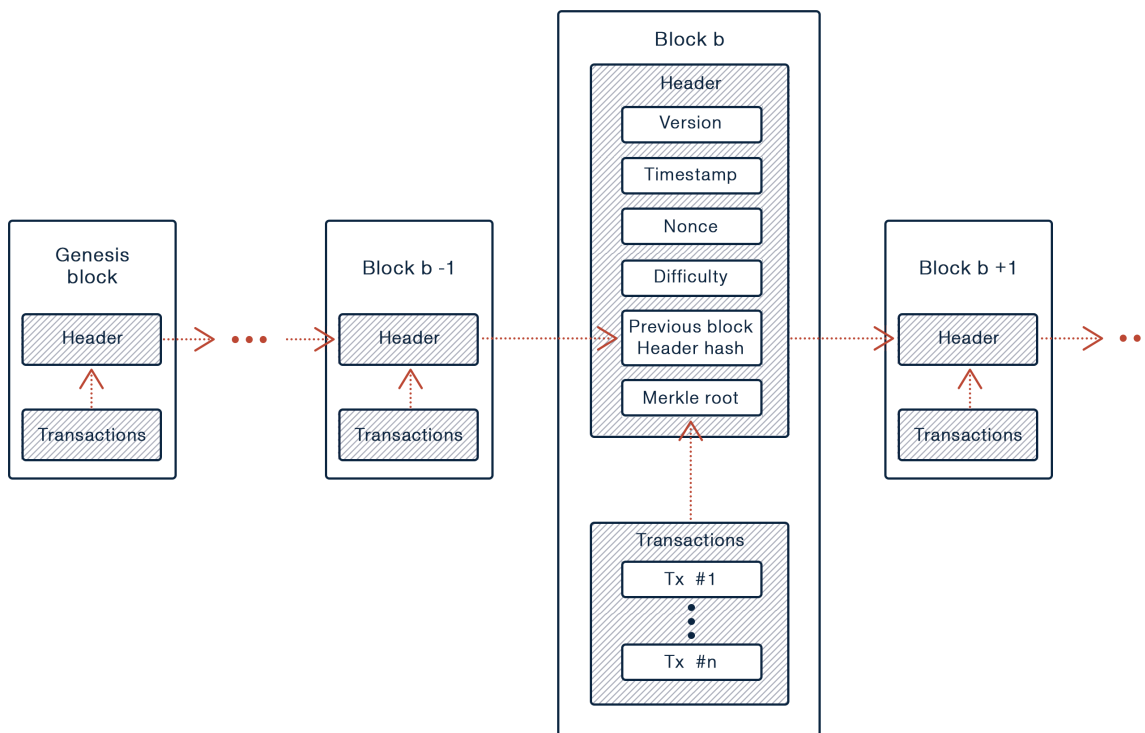 Genesis
block
Header
Transactions
Block b -1
Header
Transactions
Block b
Header
Version
Timestamp
Nonce
Difficulty
Previous block
Header hash
Merkle root
Transactions
Tx #1
Tx #n
Block b +1
Header
Transactions